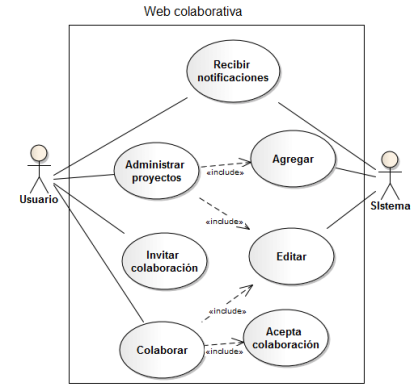 Web colaborativa
Recibir
notificaciones
Administrar
proyectos
«include»
Agregar
Usuario
SIstema
«include»
Invitar
colaboración
Editar
«include»
Colaborar
«include»
Acepta
colaboración